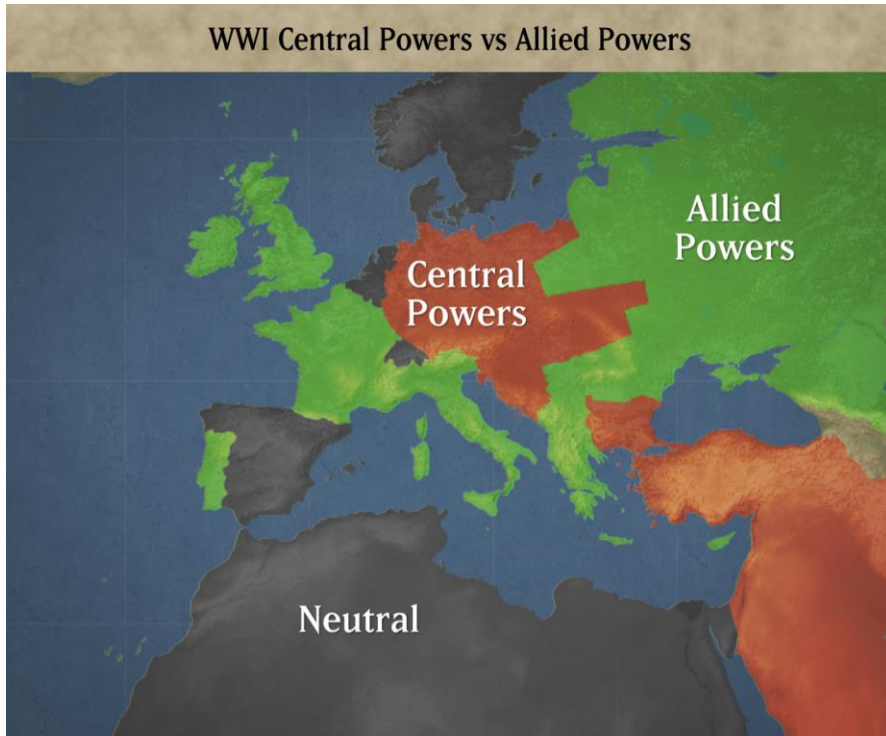 WWI Central Powers vs Allied Powers
Allied
Powers
Central
Powers
Neutral